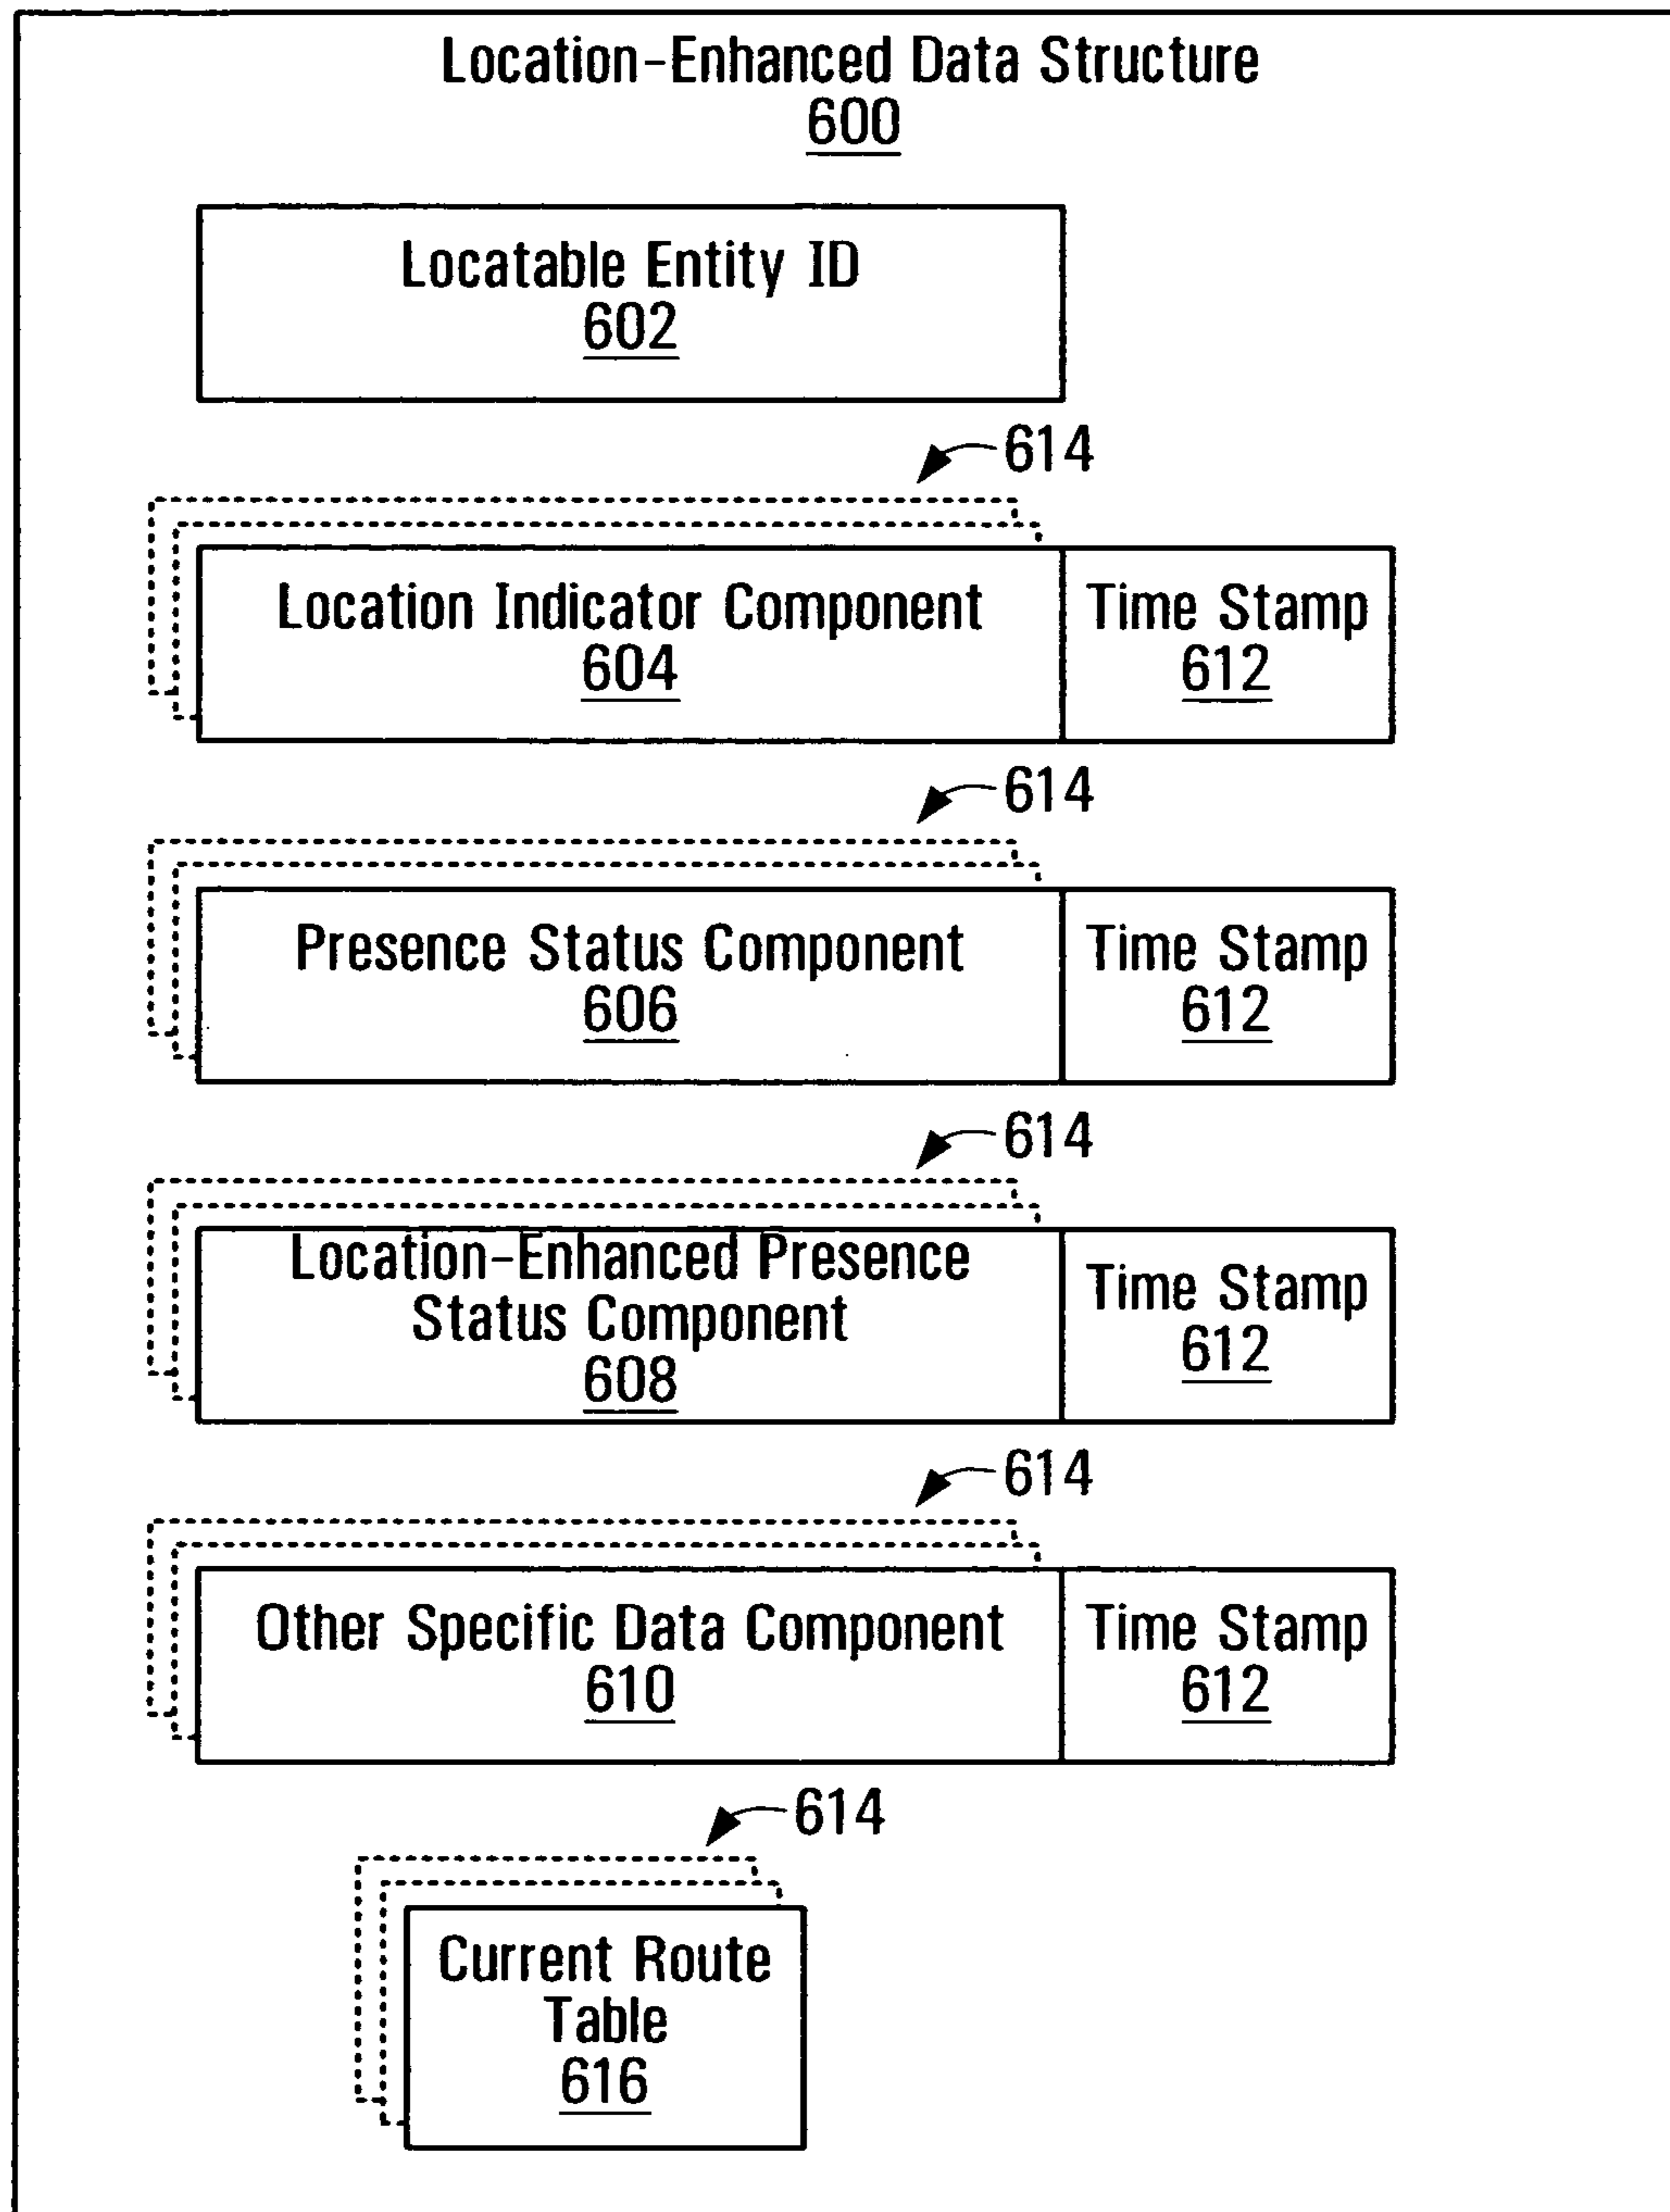 Location-Enhanced Data Structure
600
Locatable Entity ID
602
614
Location Indicator Component
604
Time Stamp
612
614
Presence Status Component
606
Time Stamp
612
614
Location-Enhanced Presence
Status Component
608
Time Stamp
612
614
Other Specific Data Component
610
Time Stamp
612
614
Current Route
Table
616